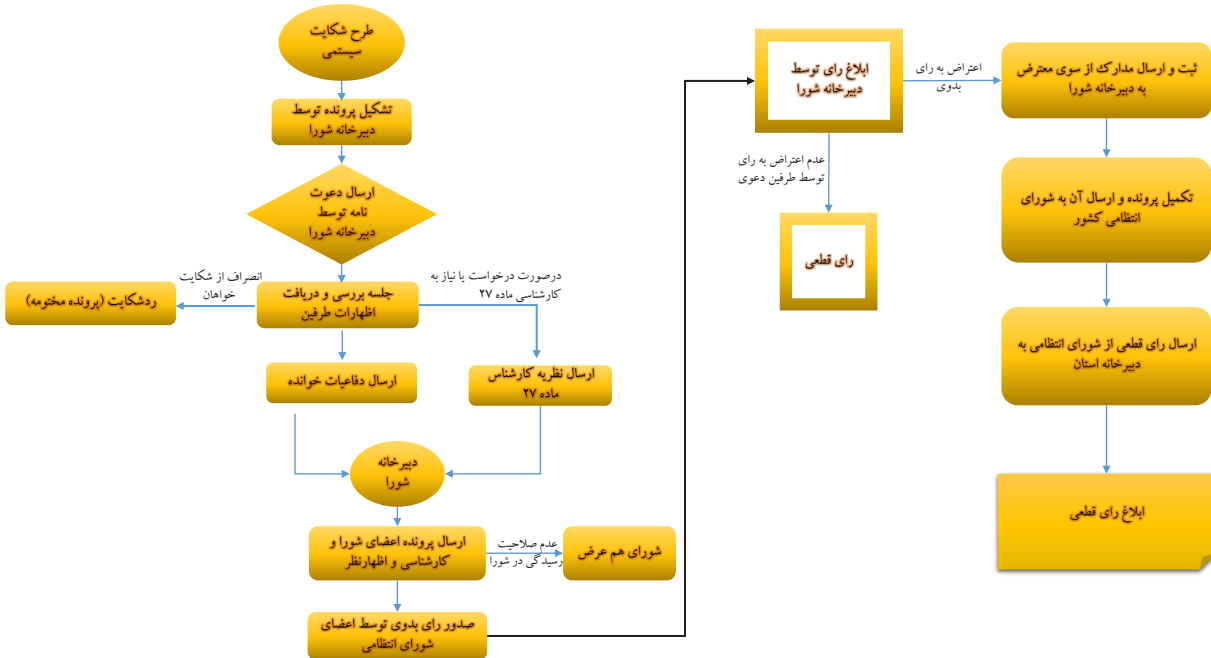 طرح شکایت
سیستمی
تشکیل پرونده توسط
دبیرخانه شورا
ارسال دعوت
نامه توسط
دبیرخانه شورا
درصورت درخواست یا نیاز به
کارشناسی ماده ۲۷
جلسه بررسی و دریافت
اظهارات طرفین
انصراف از شکایت
خواهان
ردشکایت (پرونده مختومه)
ارسال نظریه کارشناس
ماده ۲۷
ارسال دفاعیات خوانده
دبیرخانه
شورا
ارسال پرونده اعضای شورا و
کارشناسی و اظهارنظر
عدم صلاحیت
رسیدگی در شورا
شورای هم عرض
صدور رای بدوی توسط اعضای
شورای انتظامی
ابلاغ رای توسط
دبیرخانه شورا
عدم اعتراض به رای
توسط طرفین دعوی
رای قطعی
اعتراض به رای
بدوی
ثبت و ارسال مدارک از سوی معترض
به دبیرخانه شورا
تکمیل پرونده و ارسال آن به شورای
انتظامی کشور
ارسال رای قطعی از شورای انتظامی به
دبیرخانه استان
ابلاغ رای قطعی